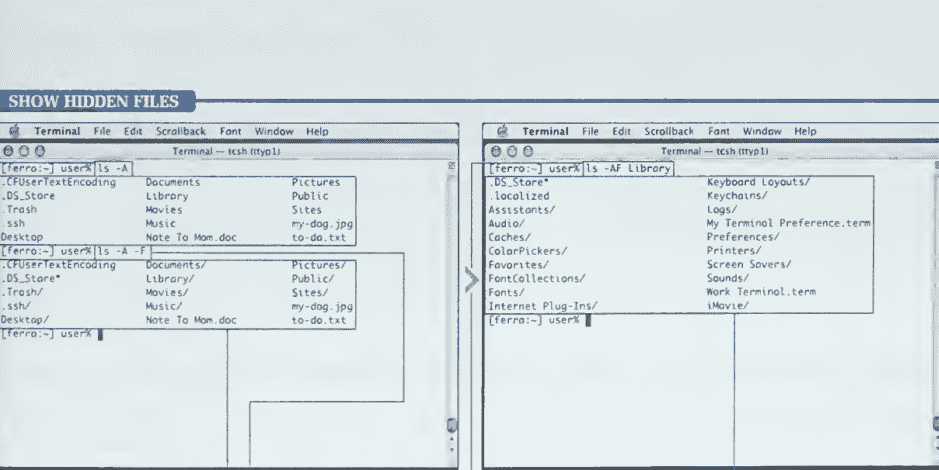 SHOW HIDDEN FILES
Terminal File Edit Scrollback Font Window Help
Terminal — tcsh (ttyp1)
[ferro:~] user% ls -A
.CFUserTextEncoding Documents Pictures
.DS_Store Library Public
.Trash Movies Sites
.ssh Music my-dog.jpg
Desktop Note To Mom.doc to-do.txt
[ferro:~] user% ls -A -F
.CFUserTextEncoding Documents/ Pictures/
.DS_Store* Library/ Public/
.Trash/ Movies/ Sites/
.ssh/ Music/ my-dog.jpg
Desktop/ Note To Mom.doc to-do.txt
[ferro:~] user%
Terminal File Edit Scrollback Font Window Help
Terminal — tcsh (ttyp1)
[ferro:~] user% ls -AF Library
.DS_Store* Keyboard Layouts/
.localized Keychains/
Assistants/ Logs/
Audio/ My Terminal Preference.term
Caches/ Preferences/
ColorPickers/ Printers/
Favorites/ Screen Savers/
FontCollections/ Sounds/
Fonts/ Work Terminal.term
Internet Plug-Ins/ iMovie/
[ferro:~] user%